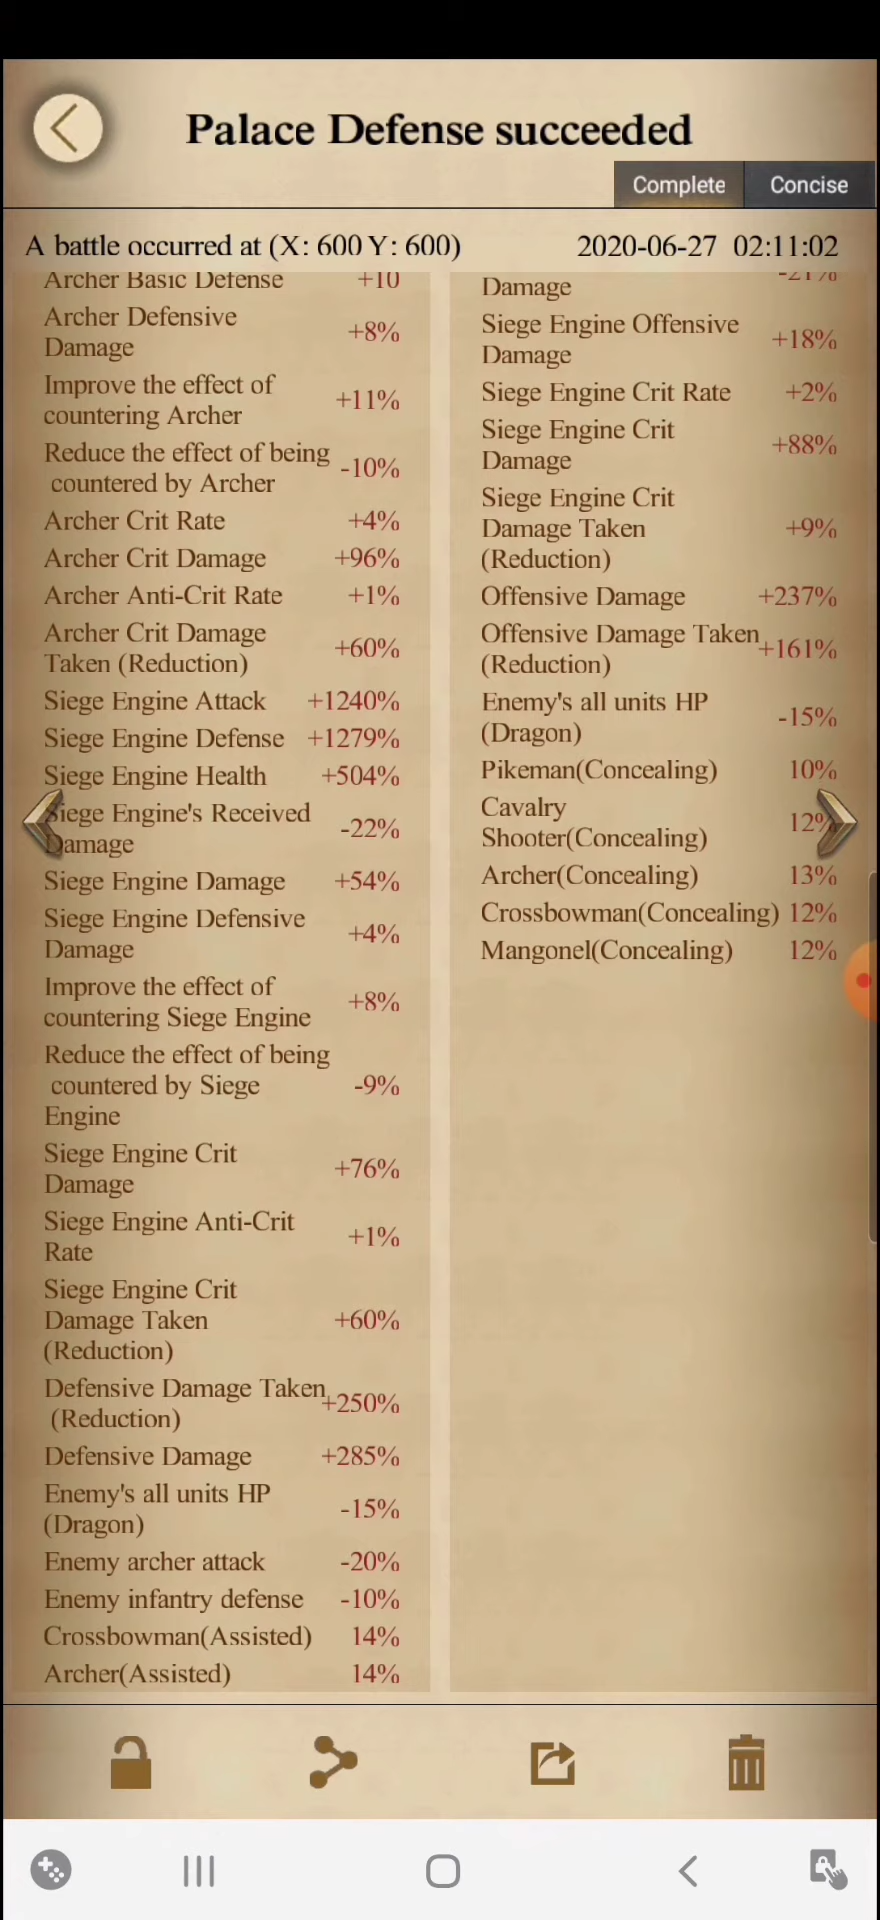 Palace Defense succeeded
Complete
Concise
A battle occurred at (X: 600 Y: 600)
2020-06-27 02:11:02
Archer Basic Defense +10
Archer Defensive
Damage
+8%
Improve the effect of
countering Archer
+11%
Reduce the effect of being
countered by Archer
-10%
Archer Crit Rate +4%
Archer Crit Damage +96%
Archer Anti-Crit Rate +1%
Archer Crit Damage
Taken (Reduction)
+60%
Siege Engine Attack +1240%
Siege Engine Defense +1279%
Siege Engine Health +504%
Siege Engine's Received
Damage
-22%
Siege Engine Damage +54%
Siege Engine Defensive
Damage
+4%
Improve the effect of
countering Siege Engine
+8%
Reduce the effect of being
countered by Siege
Engine
-9%
Siege Engine Crit
Damage
+76%
Siege Engine Anti-Crit
Rate
+1%
Siege Engine Crit
Damage Taken
(Reduction)
+60%
Defensive Damage Taken
(Reduction)
+250%
Defensive Damage +285%
Enemy's all units HP
(Dragon)
-15%
Enemy archer attack -20%
Enemy infantry defense -10%
Crossbowman(Assisted) 14%
Archer(Assisted) 14%
Damage
-21%
Siege Engine Offensive
Damage
+18%
Siege Engine Crit Rate +2%
Siege Engine Crit
Damage
+88%
Siege Engine Crit
Damage Taken
(Reduction)
+9%
Offensive Damage +237%
Offensive Damage Taken
(Reduction)
+161%
Enemy's all units HP
(Dragon)
-15%
Pikeman(Concealing) 10%
Cavalry
Shooter(Concealing)
12%
Archer(Concealing) 13%
Crossbowman(Concealing) 12%
Mangonel(Concealing) 12%